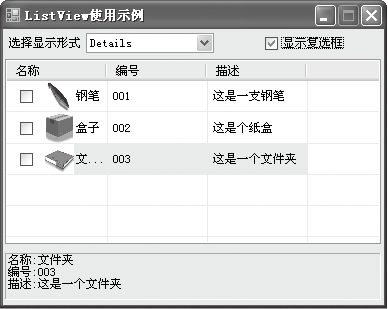 ListView使用示例
选择显示形式 Details 显示复选框
名称 编号 描述
钢笔 001 这是一支钢笔
盒子 002 这是个纸盒
文... 003 这是一个文件夹
名称:文件夹
编号:003
描述:这是一个文件夹